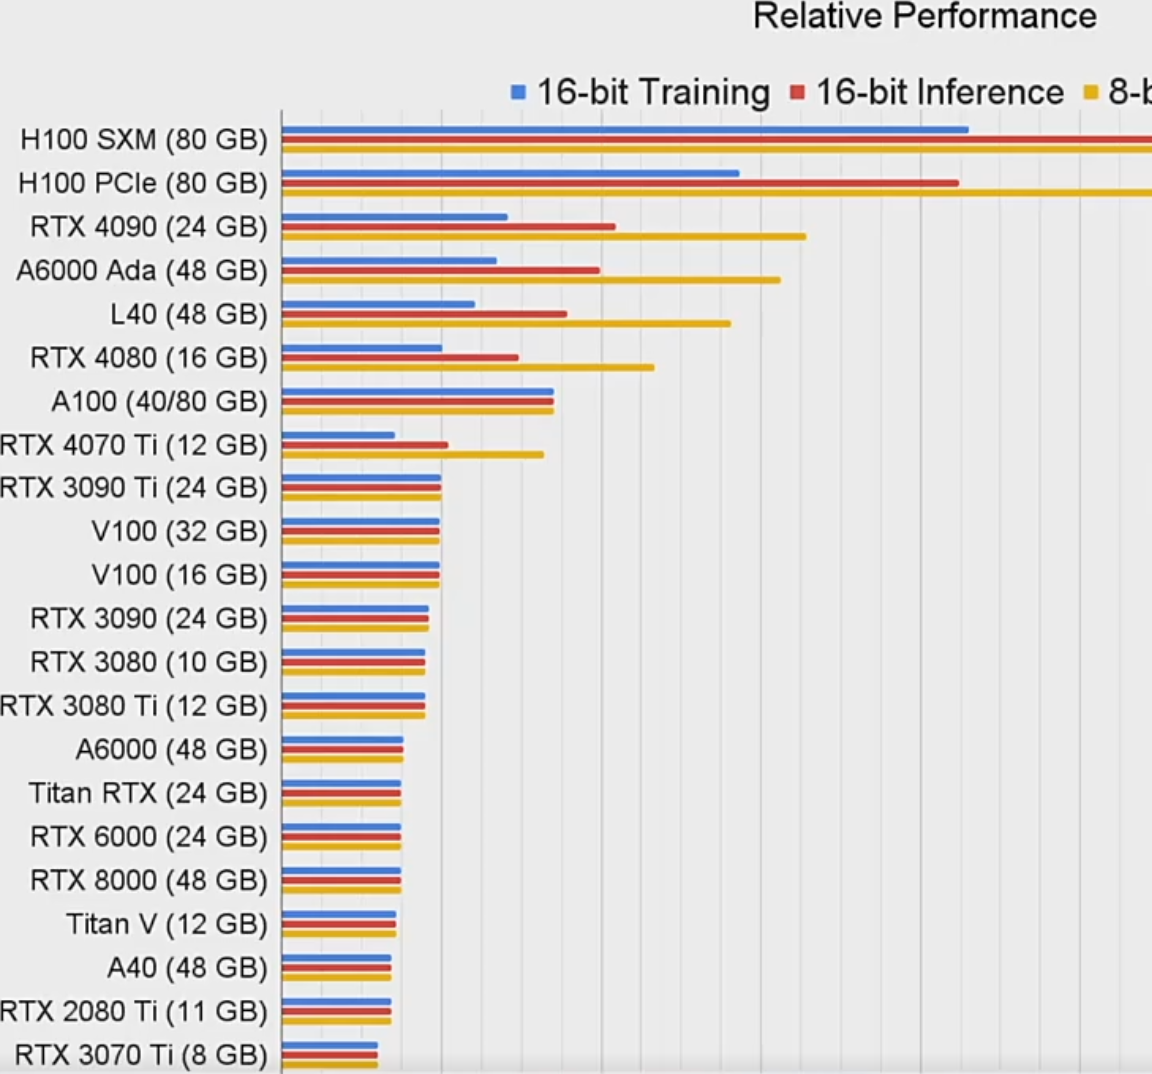 Relative Performance
16-bit Training 16-bit Inference 8-b
H100 SXM (80 GB)
H100 PCIe (80 GB)
RTX 4090 (24 GB)
A6000 Ada (48 GB)
L40 (48 GB)
RTX 4080 (16 GB)
A100 (40/80 GB)
RTX 4070 Ti (12 GB)
RTX 3090 Ti (24 GB)
V100 (32 GB)
V100 (16 GB)
RTX 3090 (24 GB)
RTX 3080 (10 GB)
RTX 3080 Ti (12 GB)
A6000 (48 GB)
Titan RTX (24 GB)
RTX 6000 (24 GB)
RTX 8000 (48 GB)
Titan V (12 GB)
A40 (48 GB)
RTX 2080 Ti (11 GB)
RTX 3070 Ti (8 GB)